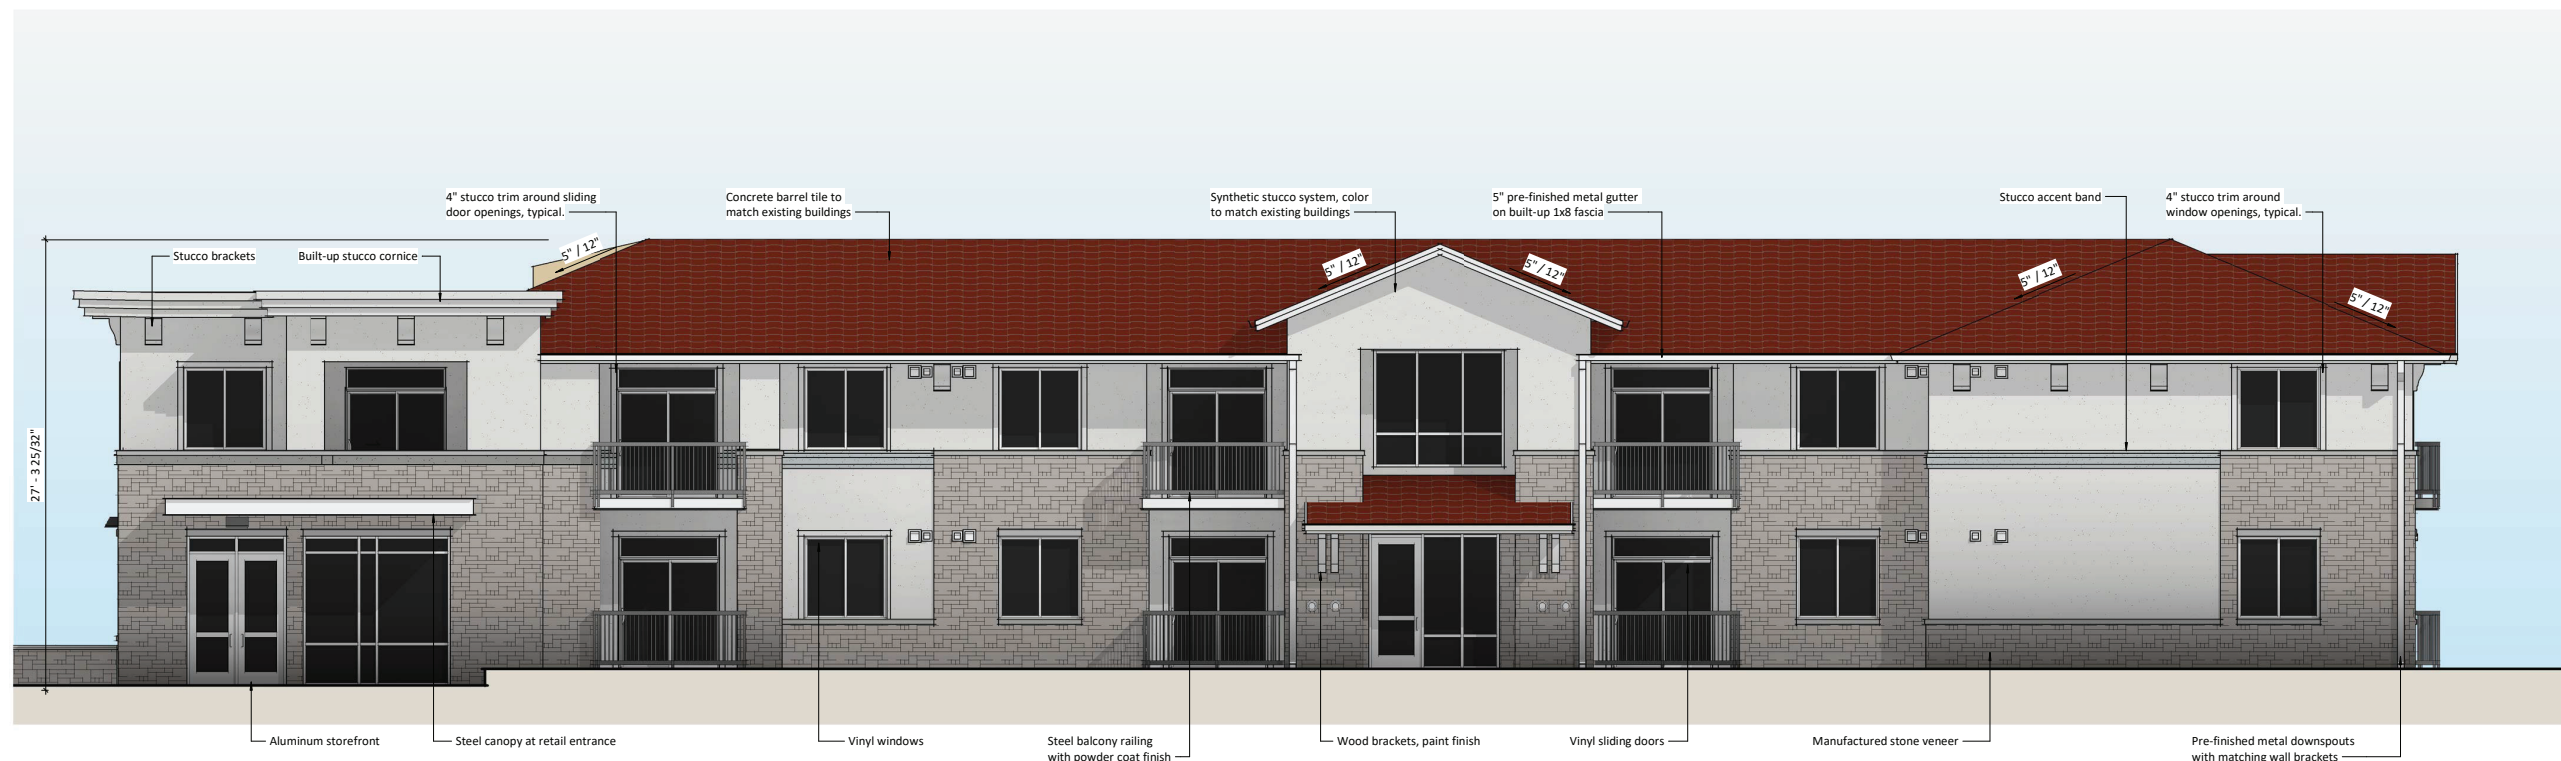 4" stucco trim around sliding
door openings, typical.
Concrete barrel tile to
match existing buildings
Synthetic stucco system, color
to match existing buildings
5" pre-finished metal gutter
on built-up 1x8 fascia
Stucco accent band
4" stucco trim around
window openings, typical.
Stucco brackets
Built-up stucco cornice
5" / 12"
5" / 12"
5" / 12"
5" / 12"
5" / 12"
27' - 3 25/32"
Aluminum storefront
Steel canopy at retail entrance
Vinyl windows
Steel balcony railing
with powder coat finish
Wood brackets, paint finish
Vinyl sliding doors
Manufactured stone veneer
Pre-finished metal downspouts
with matching wall brackets